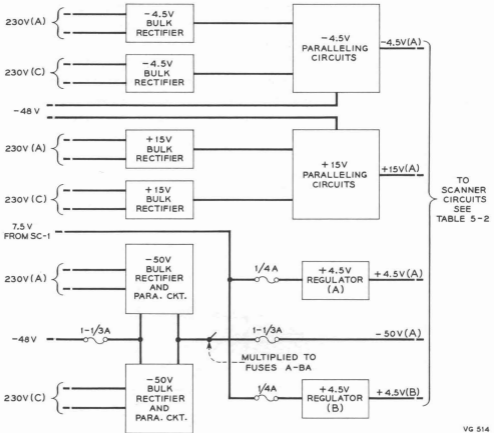 230V(A)
-4.5V
BULK
RECTIFIER
-4.5V
PARALLELING
CIRCUITS
-4.5V(A)
230V(C)
-4.5V
BULK
RECTIFIER
-48 V
230V(A)
+15V
BULK
RECTIFIER
+15V
PARALLELING
CIRCUITS
+15V(A)
230V(C)
+15V
BULK
RECTIFIER
TO
SCANNER
CIRCUITS
SEE
TABLE 5-2
7.5 V
FROM SC-1
230V(A)
-50V
BULK
RECTIFIER
AND
PARA. CKT.
1/4A
+4.5V
REGULATOR
(A)
+4.5V(A)
-48V
1-1/3A
1-1/3A
-50V(A)
MULTIPLIED TO
FUSES A-BA
230V(C)
-50V
BULK
RECTIFIER
AND
PARA. CKT.
1/4A
+4.5V
REGULATOR
(B)
+4.5V(B)
VG 514